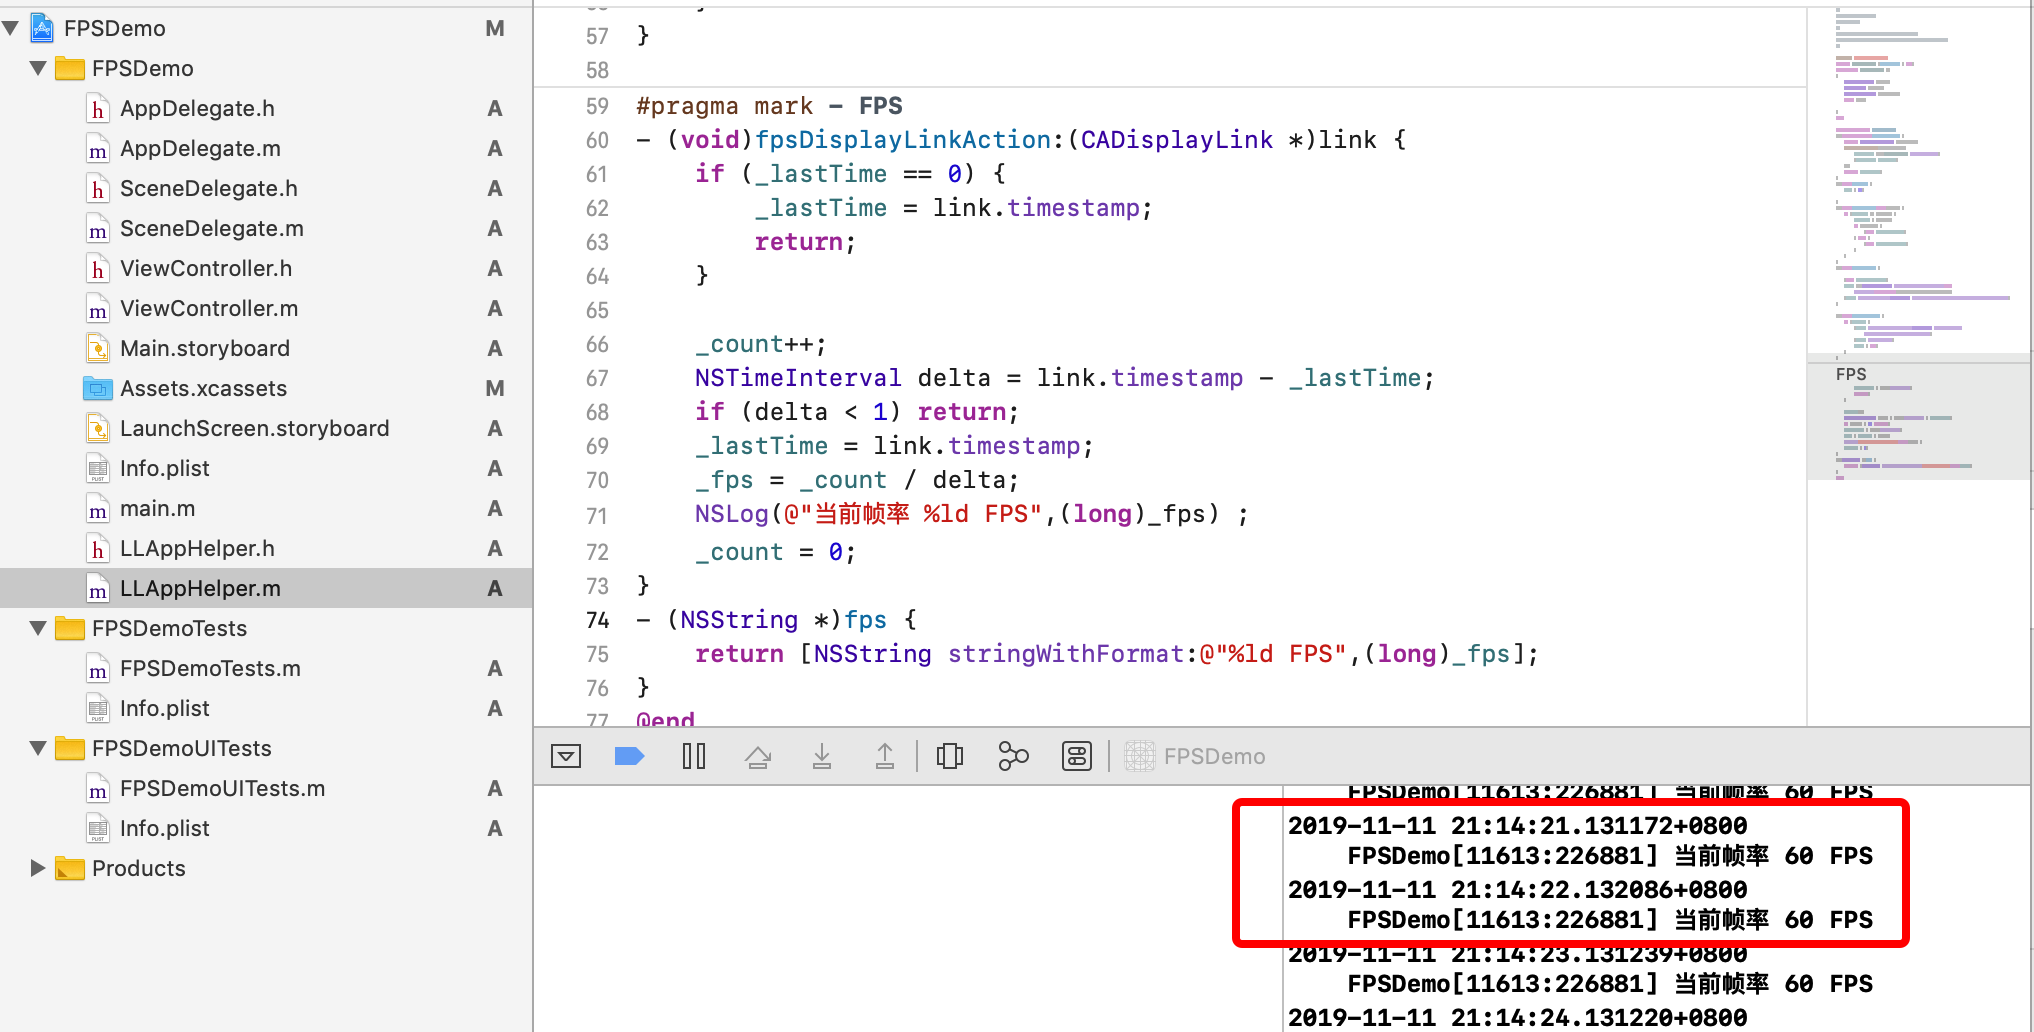 FPSDemo M
FPSDemo
AppDelegate.h A
AppDelegate.m A
SceneDelegate.h A
SceneDelegate.m A
ViewController.h A
ViewController.m A
Main.storyboard A
Assets.xcassets M
LaunchScreen.storyboard A
Info.plist A
main.m A
LLAppHelper.h A
LLAppHelper.m A
FPSDemoTests
FPSDemoTests.m A
Info.plist A
FPSDemoUITests
FPSDemoUITests.m A
Info.plist A
Products
57 }
58
59 #pragma mark - FPS
60 - (void)fpsDisplayLinkAction:(CADisplayLink *)link {
61 if (_lastTime == 0) {
62 _lastTime = link.timestamp;
63 return;
64 }
65
66 _count++;
67 NSTimeInterval delta = link.timestamp - _lastTime;
68 if (delta < 1) return;
69 _lastTime = link.timestamp;
70 _fps = _count / delta;
71 NSLog(@"当前帧率 %ld FPS",(long)_fps) ;
72 _count = 0;
73 }
74 - (NSString *)fps {
75 return [NSString stringWithFormat:@"%ld FPS",(long)_fps];
76 }
77 @end
FPS
FPSDemo
FPSDemo[11613:226881] 当前帧率 60 FPS
2019-11-11 21:14:21.131172+0800
FPSDemo[11613:226881] 当前帧率 60 FPS
2019-11-11 21:14:22.132086+0800
FPSDemo[11613:226881] 当前帧率 60 FPS
2019-11-11 21:14:23.131239+0800
FPSDemo[11613:226881] 当前帧率 60 FPS
2019-11-11 21:14:24.131220+0800